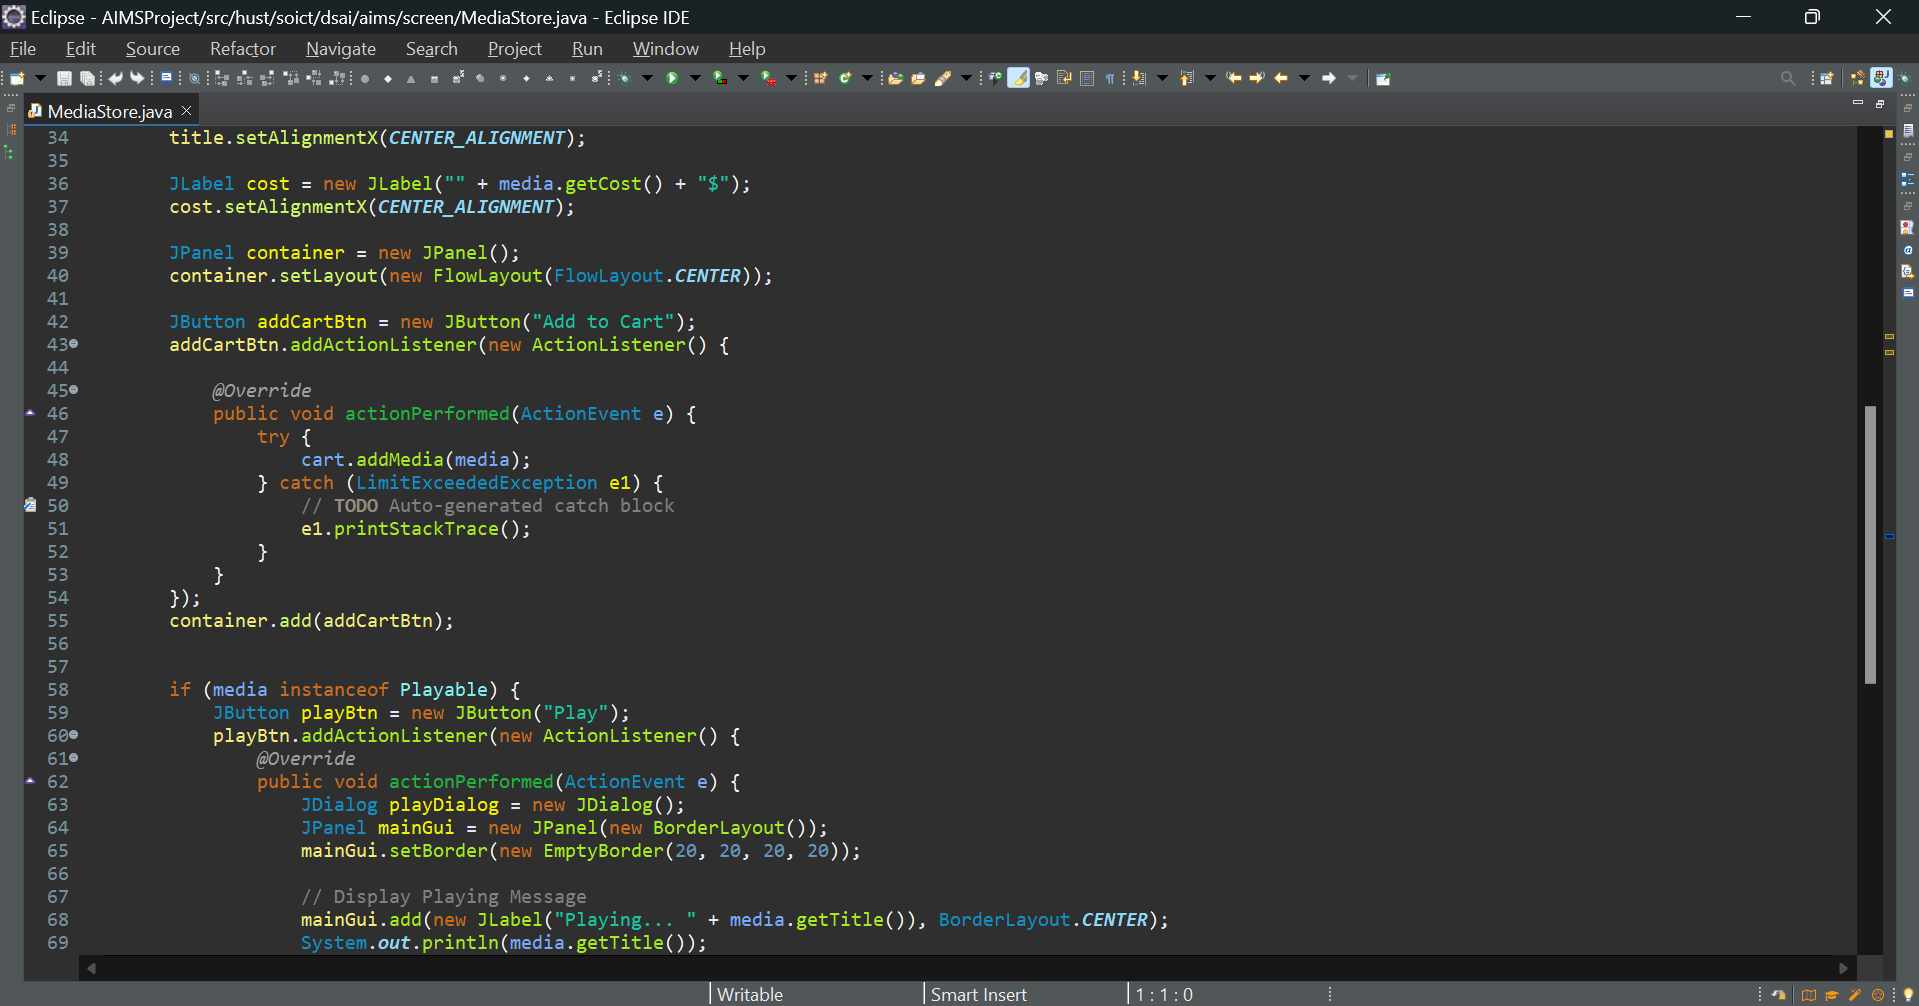 Eclipse - AIMSProject/src/hust/soict/dsai/aims/screen/MediaStore.java - Eclipse IDE
File Edit Source Refactor Navigate Search Project Run Window Help
MediaStore.java
34 title.setAlignmentX(CENTER_ALIGNMENT);
35
36 JLabel cost = new JLabel("" + media.getCost() + "$");
37 cost.setAlignmentX(CENTER_ALIGNMENT);
38
39 JPanel container = new JPanel();
40 container.setLayout(new FlowLayout(FlowLayout.CENTER));
41
42 JButton addCartBtn = new JButton("Add to Cart");
43 addCartBtn.addActionListener(new ActionListener() {
44
45 @Override
46 public void actionPerformed(ActionEvent e) {
47 try {
48 cart.addMedia(media);
49 } catch (LimitExceededException e1) {
50 // TODO Auto-generated catch block
51 e1.printStackTrace();
52 }
53 }
54 });
55 container.add(addCartBtn);
56
57
58 if (media instanceof Playable) {
59 JButton playBtn = new JButton("Play");
60 playBtn.addActionListener(new ActionListener() {
61 @Override
62 public void actionPerformed(ActionEvent e) {
63 JDialog playDialog = new JDialog();
64 JPanel mainGui = new JPanel(new BorderLayout());
65 mainGui.setBorder(new EmptyBorder(20, 20, 20, 20));
66
67 // Display Playing Message
68 mainGui.add(new JLabel("Playing... " + media.getTitle()), BorderLayout.CENTER);
69 System.out.println(media.getTitle());
Writable Smart Insert 1 : 1 : 0